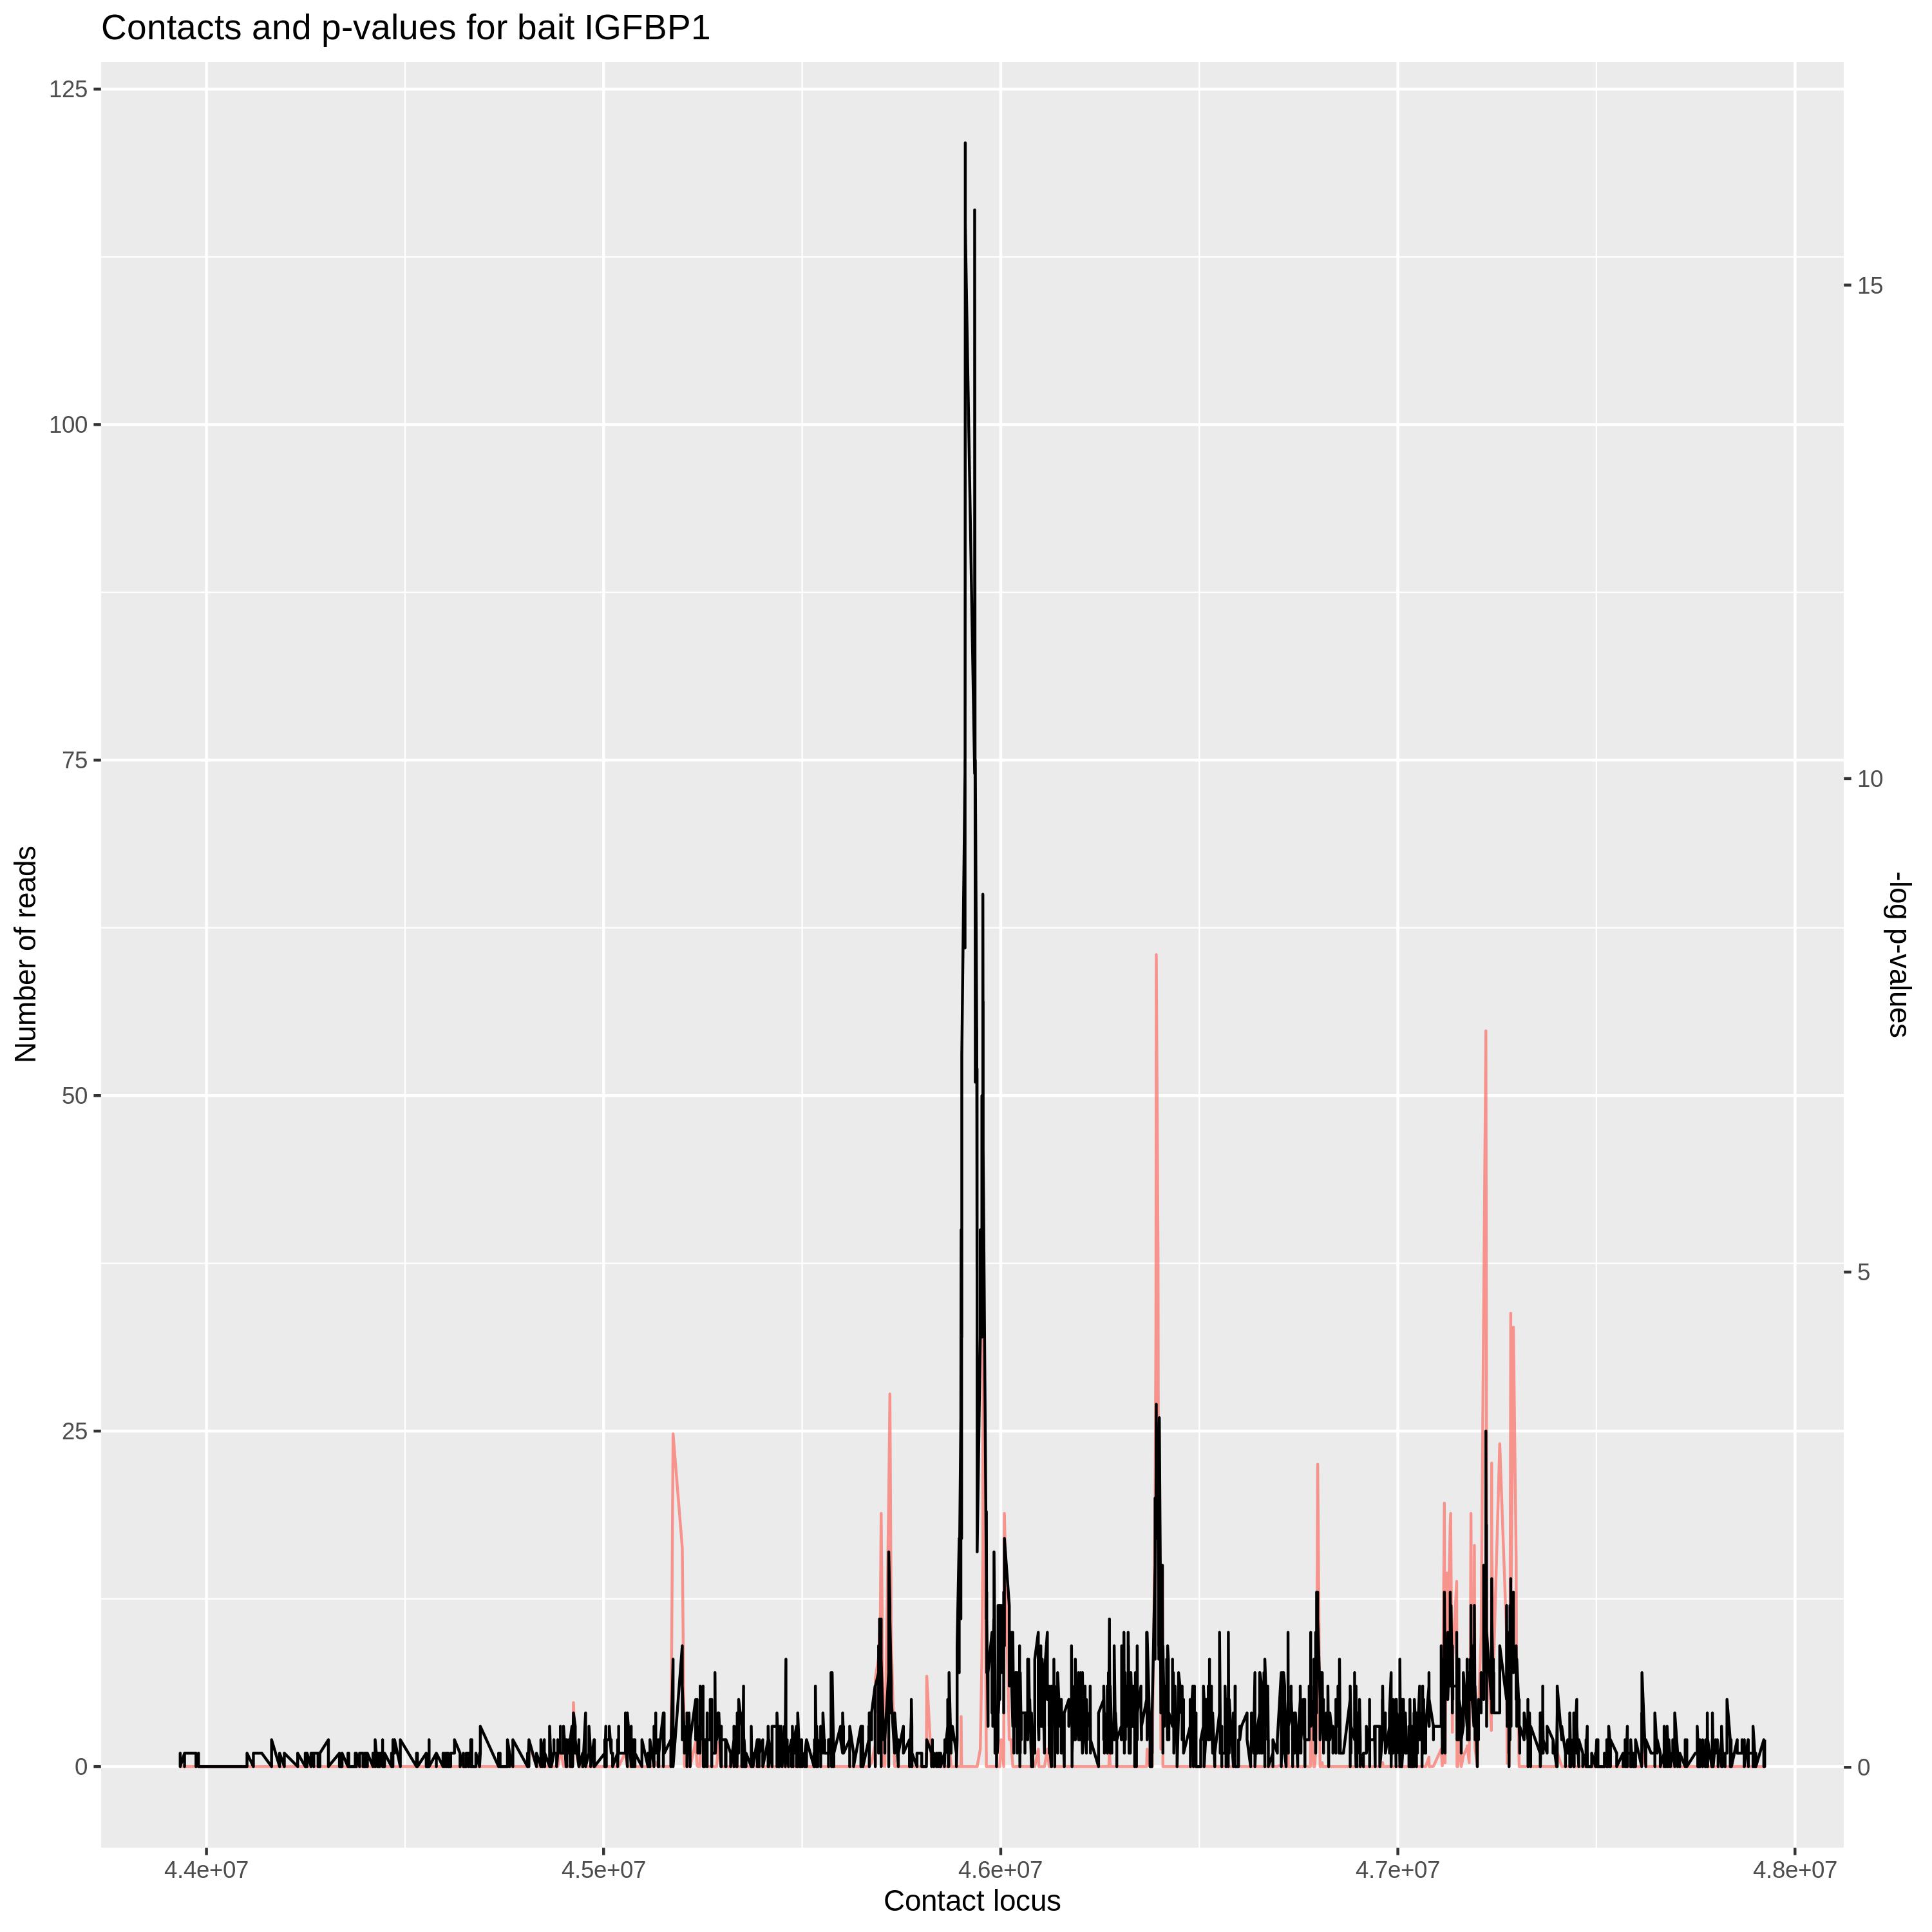 Contacts and p-values for bait IGFBP1
125
100
75
50
25
0
Number of reads
15
10
5
0
-log p-values
4.4e+07
4.5e+07
4.6e+07
4.7e+07
4.8e+07
Contact locus